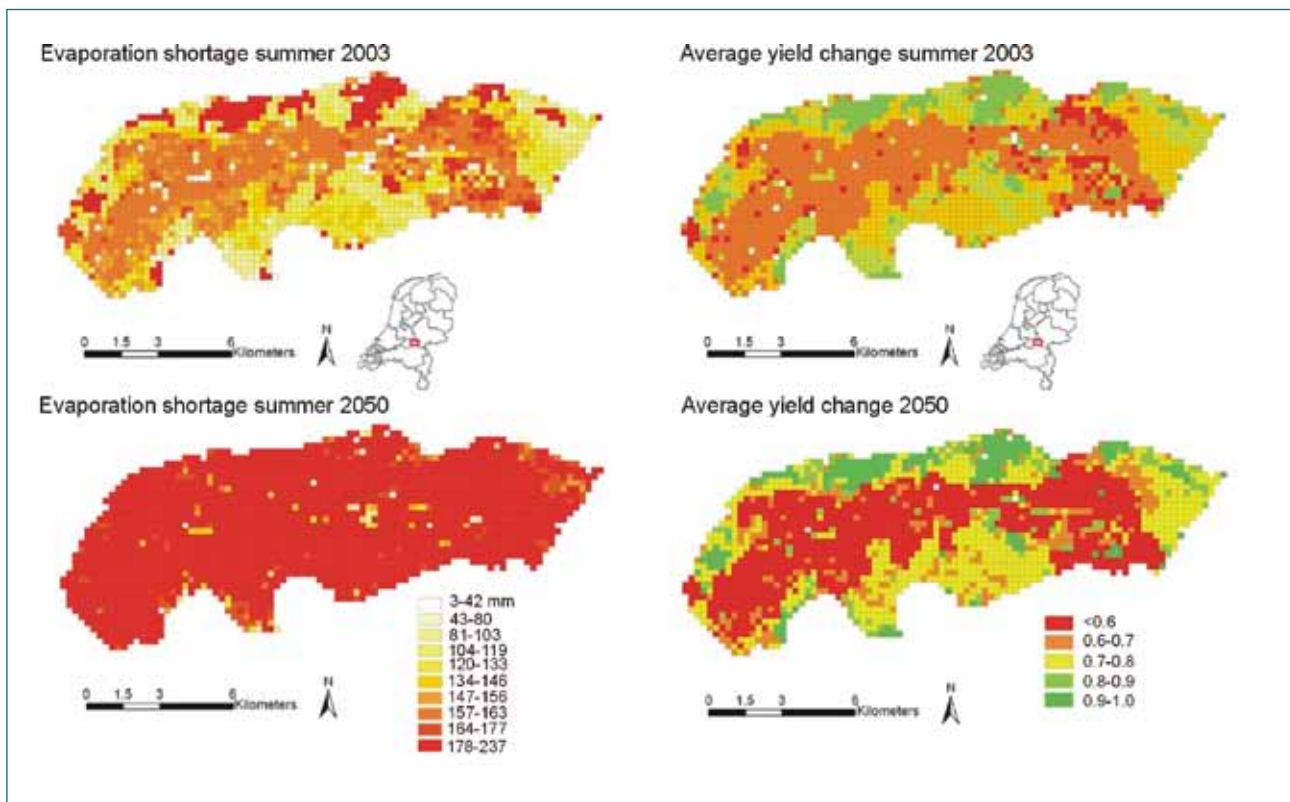 Evaporation shortage summer 2003
Average yield change summer 2003
0 1.5 3 6
Kilometers
N
0 1.5 3 6
Kilometers
N
Evaporation shortage summer 2050
Average yield change 2050
3-42 mm
43-80
81-103
104-119
120-133
134-146
147-156
157-163
164-177
178-237
0 1.5 3 6
Kilometers
N
<0.6
0.6-0.7
0.7-0.8
0.8-0.9
0.9-1.0
0 1.5 3 6
Kilometers
N